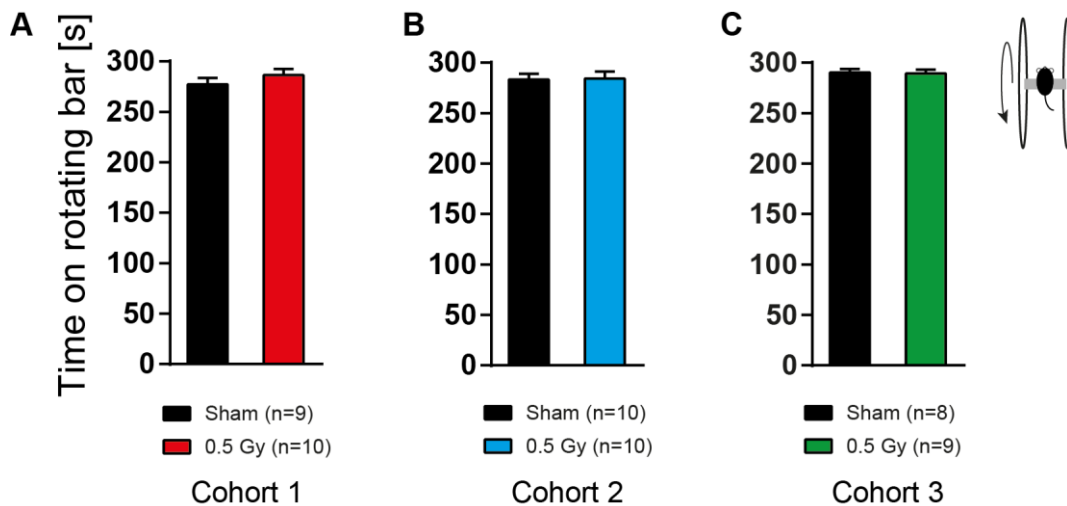 A
B
C
Time on rotating bar [s]
300
250
200
150
100
50
0
Sham (n=9)
0.5 Gy (n=10)
Cohort 1
300
250
200
150
100
50
0
Sham (n=10)
0.5 Gy (n=10)
Cohort 2
300
250
200
150
100
50
0
Sham (n=8)
0.5 Gy (n=9)
Cohort 3